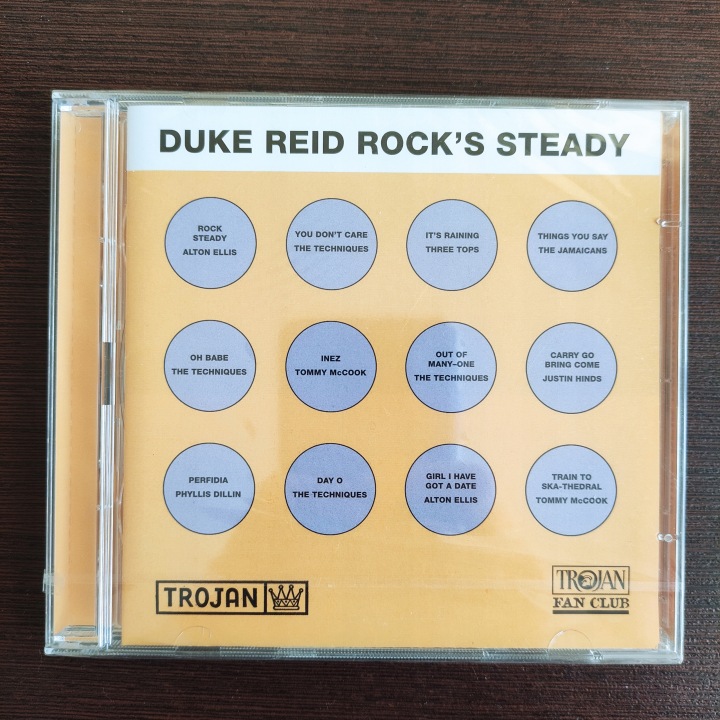 DUKE REID ROCK'S STEADY
ROCK
STEADY
ALTON ELLIS
YOU DON'T CARE
THE TECHNIQUES
IT'S RAINING
THREE TOPS
THINGS YOU SAY
THE JAMAICANS
OH BABE
THE TECHNIQUES
INEZ
TOMMY McCOOK
OUT OF
MANY–ONE
THE TECHNIQUES
CARRY GO
BRING COME
JUSTIN HINDS
PERFIDIA
PHYLLIS DILLIN
DAY O
THE TECHNIQUES
GIRL I HAVE
GOT A DATE
ALTON ELLIS
TRAIN TO
SKA-THEDRAL
TOMMY McCOOK
TROJAN
TROJAN
FAN CLUB